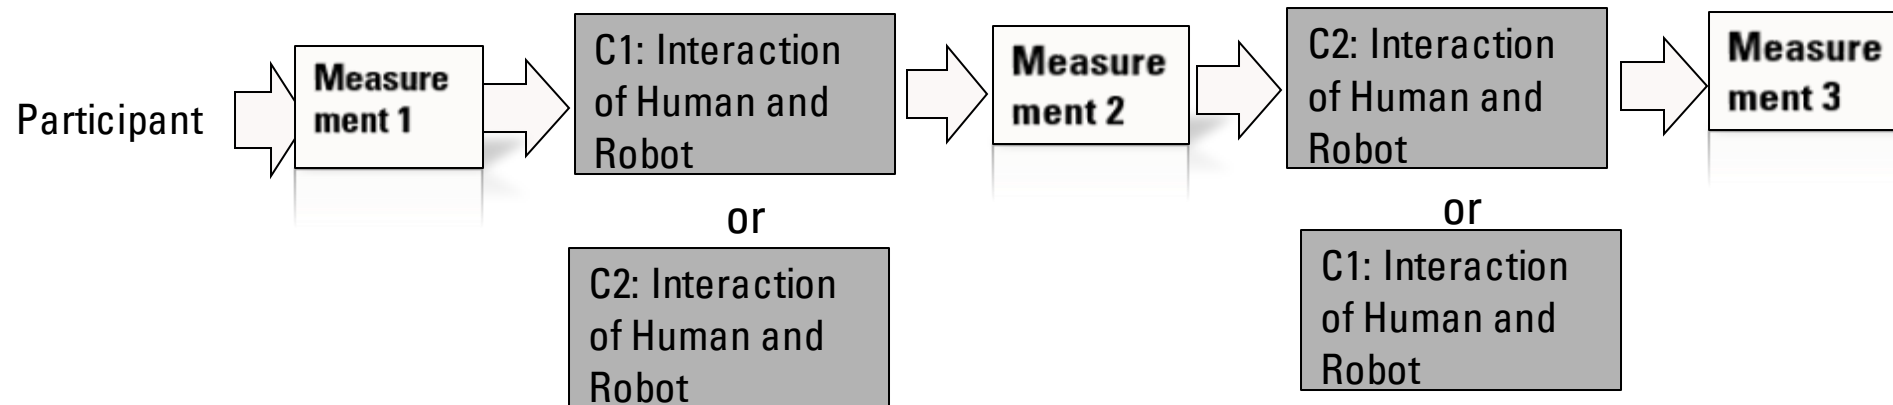 Participant
Measure
ment 1
C1: Interaction
of Human and
Robot
or
C2: Interaction
of Human and
Robot
Measure
ment 2
C2: Interaction
of Human and
Robot
or
C1: Interaction
of Human and
Robot
Measure
ment 3